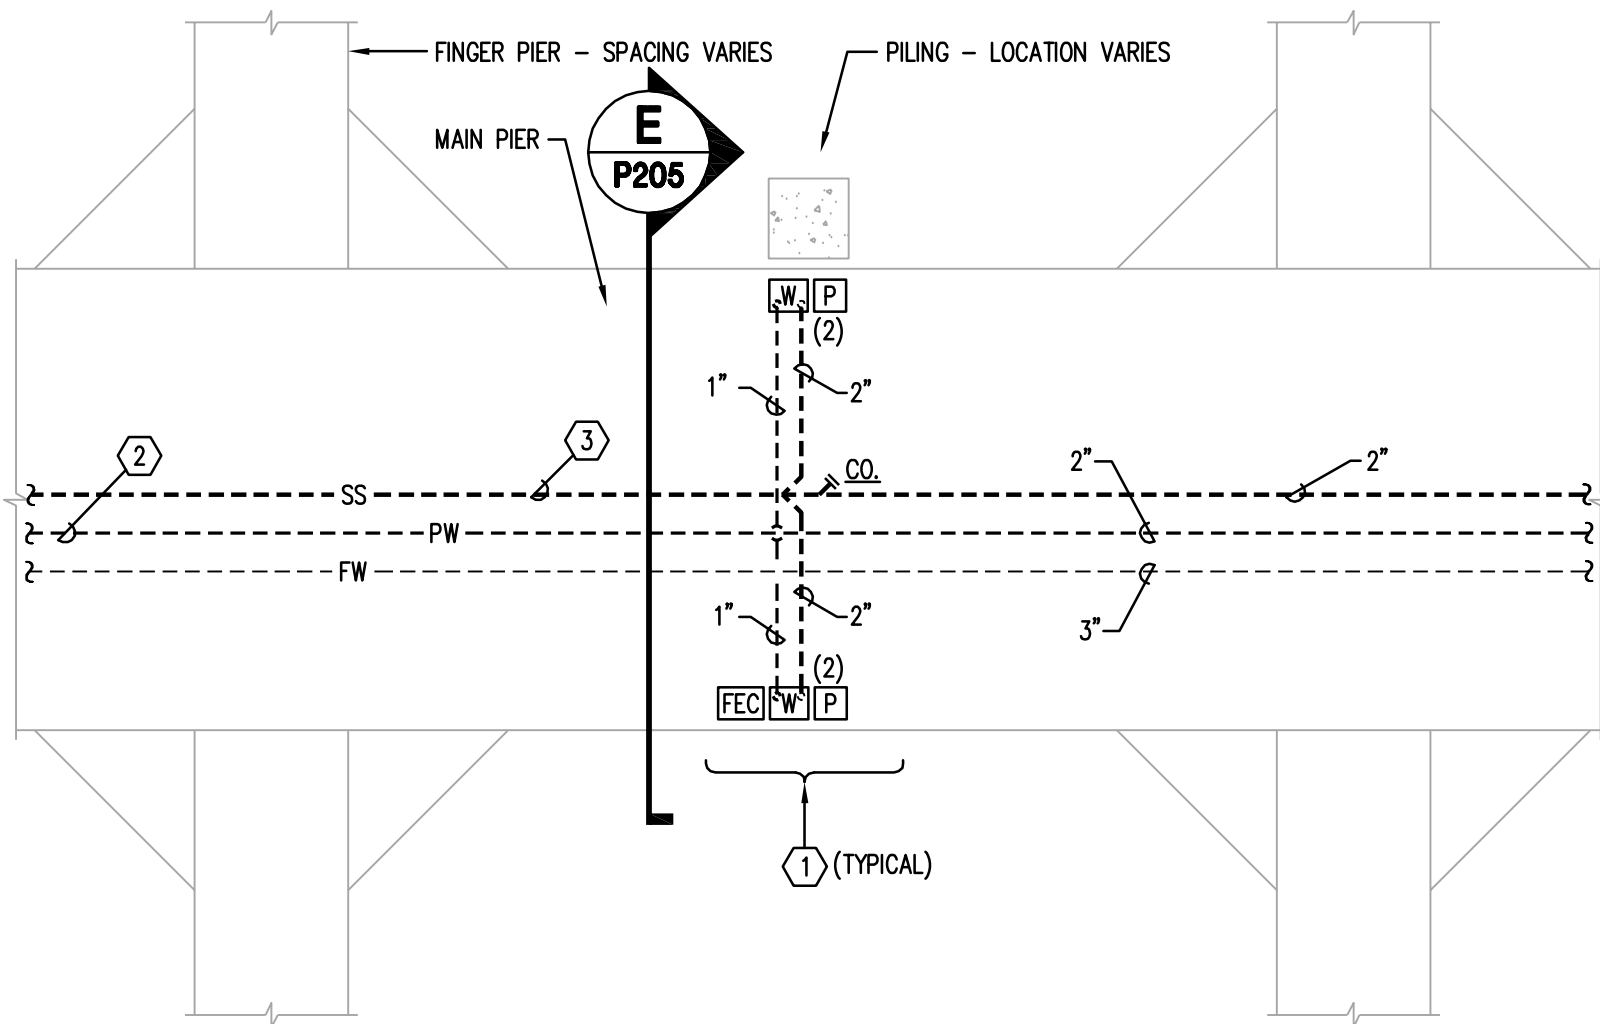 FINGER PIER - SPACING VARIES
PILING - LOCATION VARIES
MAIN PIER
E
P205
W P
(2)
1" 2"
2 3
CO.
2" 2"
SS
PW
FW
1" 2"
3"
(2)
FEC W P
1 (TYPICAL)